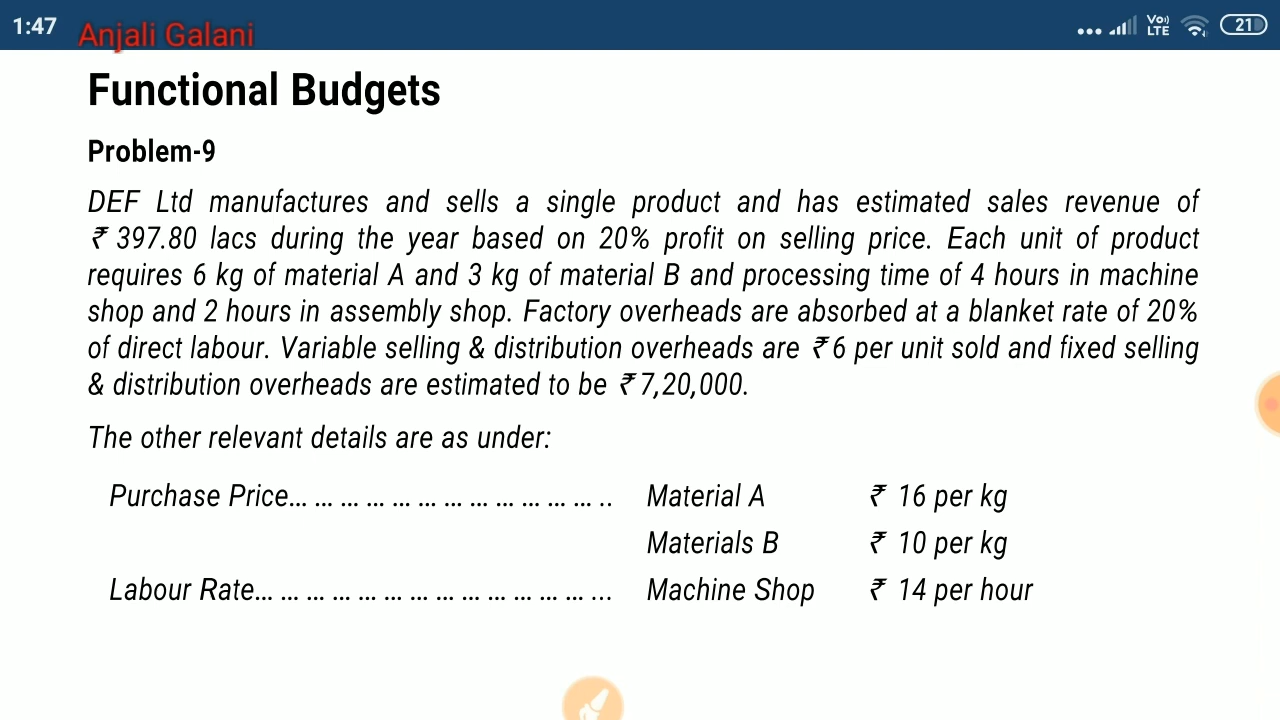 1:47 Anjali Galani Vo) LTE 21
Functional Budgets
Problem-9
DEF Ltd manufactures and sells a single product and has estimated sales revenue of
₹ 397.80 lacs during the year based on 20% profit on selling price. Each unit of product
requires 6 kg of material A and 3 kg of material B and processing time of 4 hours in machine
shop and 2 hours in assembly shop. Factory overheads are absorbed at a blanket rate of 20%
of direct labour. Variable selling & distribution overheads are ₹ 6 per unit sold and fixed selling
& distribution overheads are estimated to be ₹ 7,20,000.
The other relevant details are as under:
Purchase Price... ... ... ... ... ... ... ... ... ... ... ... .. Material A ₹ 16 per kg
Materials B ₹ 10 per kg
Labour Rate... ... ... ... ... ... ... ... ... ... ... ... ... ... Machine Shop ₹ 14 per hour